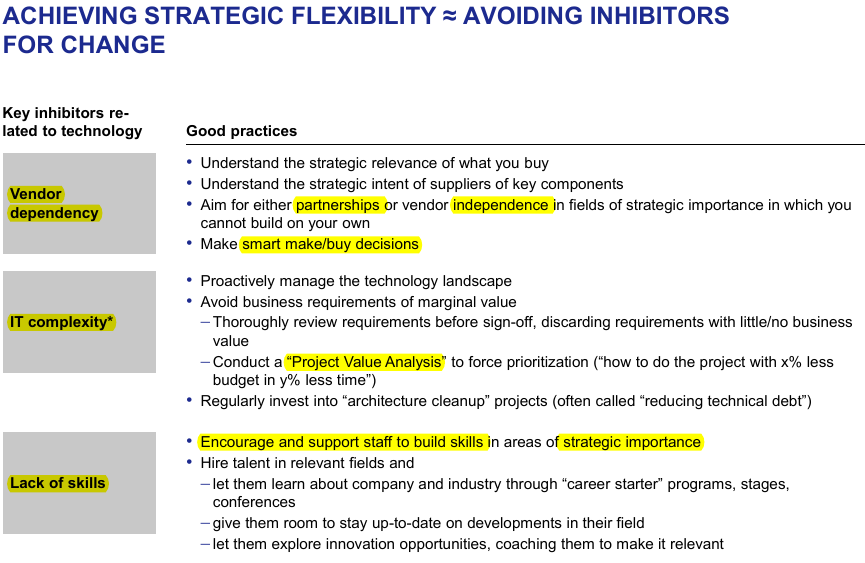 ACHIEVING STRATEGIC FLEXIBILITY ≈ AVOIDING INHIBITORS
FOR CHANGE
Key inhibitors re-
lated to technology
Good practices
Vendor
dependency
• Understand the strategic relevance of what you buy
• Understand the strategic intent of suppliers of key components
• Aim for either partnerships or vendor independence in fields of strategic importance in which you
cannot build on your own
• Make smart make/buy decisions
IT complexity*
• Proactively manage the technology landscape
• Avoid business requirements of marginal value
– Thoroughly review requirements before sign-off, discarding requirements with little/no business
value
– Conduct a “Project Value Analysis” to force prioritization (“how to do the project with x% less
budget in y% less time”)
• Regularly invest into “architecture cleanup” projects (often called “reducing technical debt”)
Lack of skills
• Encourage and support staff to build skills in areas of strategic importance
• Hire talent in relevant fields and
– let them learn about company and industry through “career starter” programs, stages,
conferences
– give them room to stay up-to-date on developments in their field
– let them explore innovation opportunities, coaching them to make it relevant